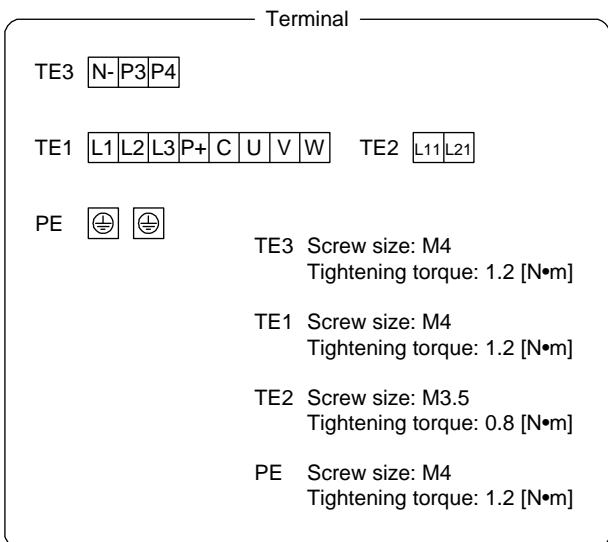 Terminal
TE3 N- P3 P4
TE1 L1 L2 L3 P+ C U V W TE2 L11 L21
PE
TE3 Screw size: M4
Tightening torque: 1.2 [N•m]
TE1 Screw size: M4
Tightening torque: 1.2 [N•m]
TE2 Screw size: M3.5
Tightening torque: 0.8 [N•m]
PE Screw size: M4
Tightening torque: 1.2 [N•m]